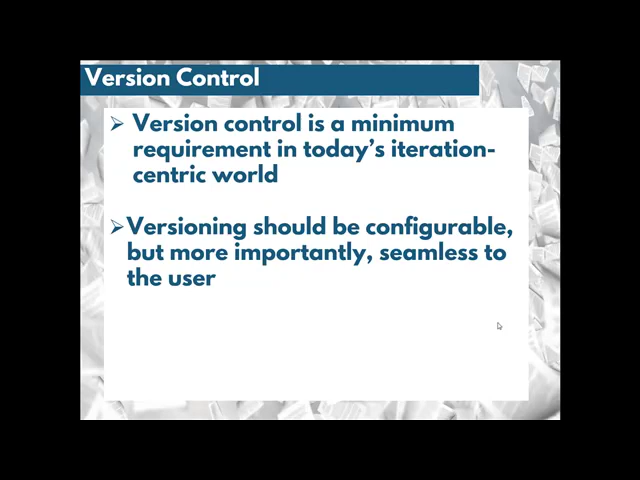 Version Control
➢ Version control is a minimum
requirement in today's iteration-
centric world
➢ Versioning should be configurable,
but more importantly, seamless to
the user